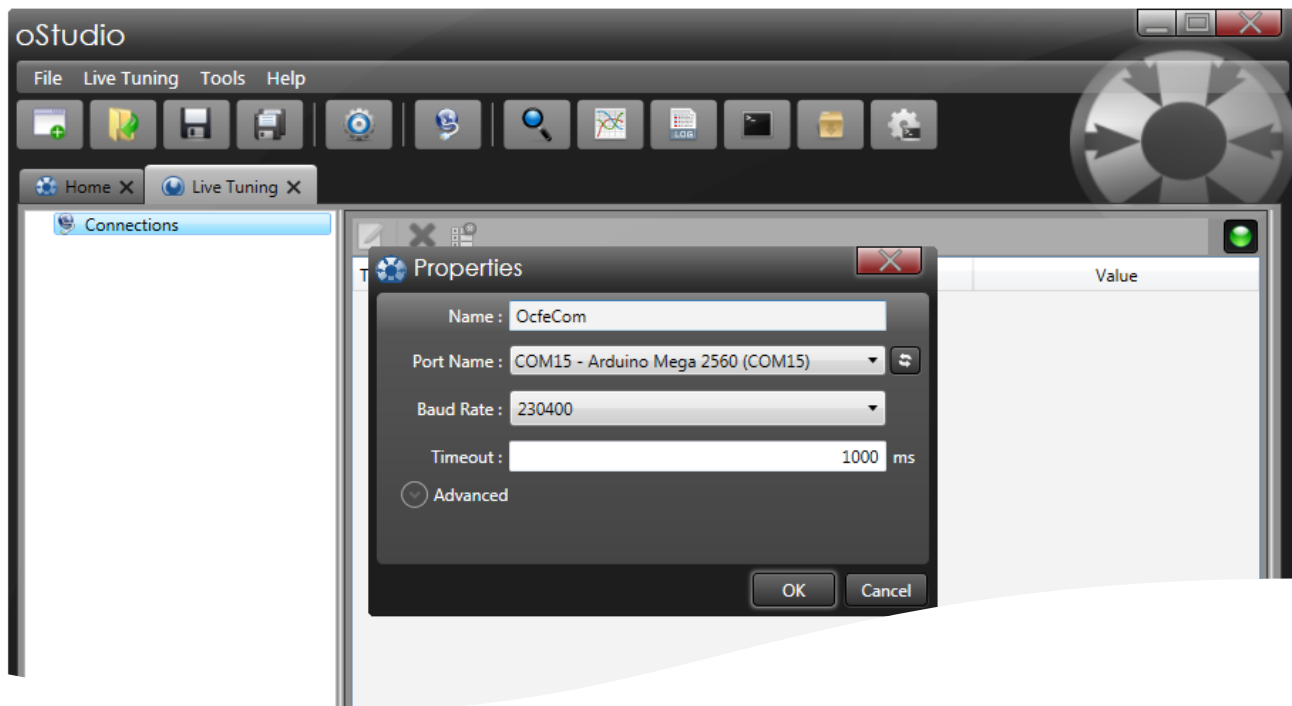 oStudio
File Live Tuning Tools Help
LOG
Home Live Tuning
Connections
T Value
Properties
Name : OcfeCom
Port Name : COM15 - Arduino Mega 2560 (COM15)
Baud Rate : 230400
Timeout : 1000 ms
Advanced
OK Cancel